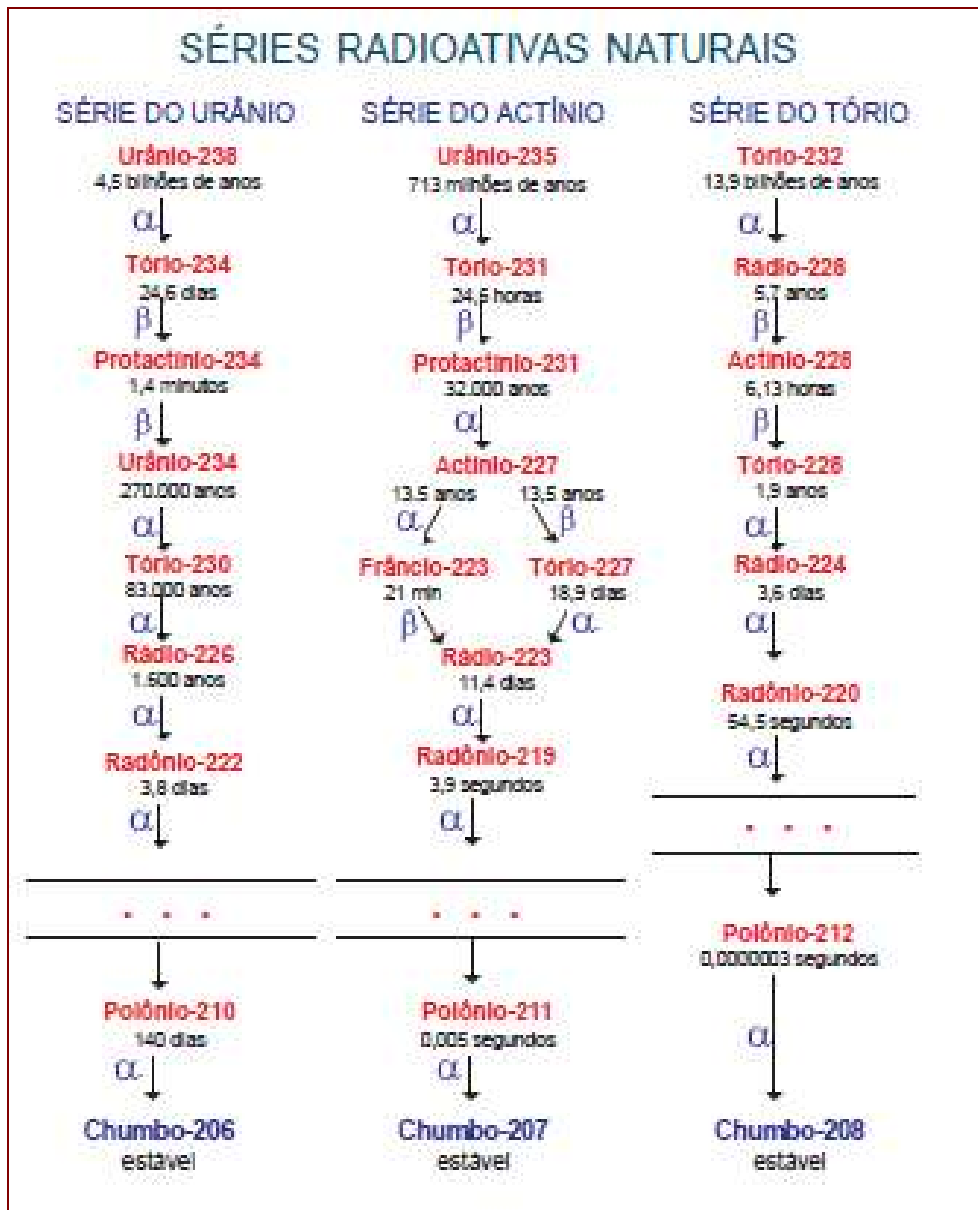 SÉRIES RADIOATIVAS NATURAIS
SÉRIE DO URÂNIO
Urânio-238
4,5 bilhões de anos
α
Tório-234
24,6 dias
β
Protactínio-234
1,4 minutos
β
Urânio-234
270.000 anos
α
Tório-230
83.000 anos
α
Rádio-226
1.600 anos
α
Radônio-222
3,8 dias
α
. . .
Polônio-210
140 dias
α
Chumbo-206
estável
SÉRIE DO ACTÍNIO
Urânio-235
713 milhões de anos
α
Tório-231
24,6 horas
β
Protactínio-231
32.000 anos
α
Actínio-227
13,5 anos 13,5 anos
α β
Frâncio-223 Tório-227
21 min 18,9 dias
β α
Rádio-223
11,4 dias
α
Radônio-219
3,9 segundos
α
. . .
Polônio-211
0,005 segundos
α
Chumbo-207
estável
SÉRIE DO TÓRIO
Tório-232
13,9 bilhões de anos
α
Rádio-228
5,7 anos
β
Actínio-228
6,13 horas
β
Tório-228
1,9 anos
α
Rádio-224
3,6 dias
α
Radônio-220
54,5 segundos
α
. . .
Polônio-212
0,0000003 segundos
α
Chumbo-208
estável